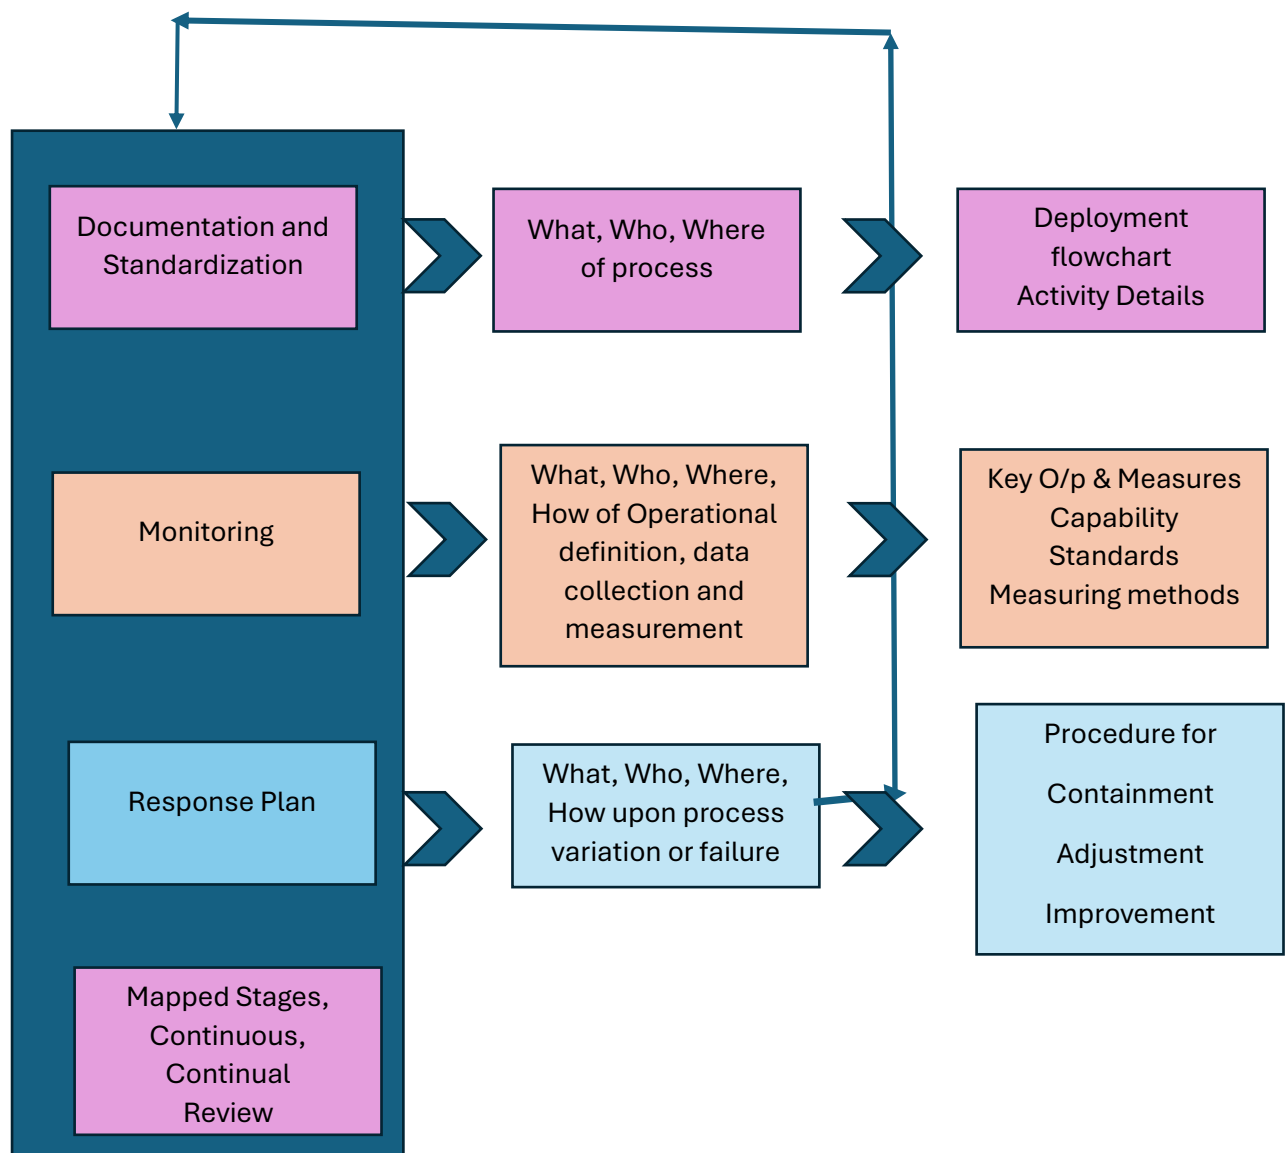 Documentation and
Standardization
What, Who, Where
of process
Deployment
flowchart
Activity Details
Monitoring
What, Who, Where,
How of Operational
definition, data
collection and
measurement
Key O/p & Measures
Capability
Standards
Measuring methods
Response Plan
What, Who, Where,
How upon process
variation or failure
Procedure for
Containment
Adjustment
Improvement
Mapped Stages,
Continuous,
Continual
Review